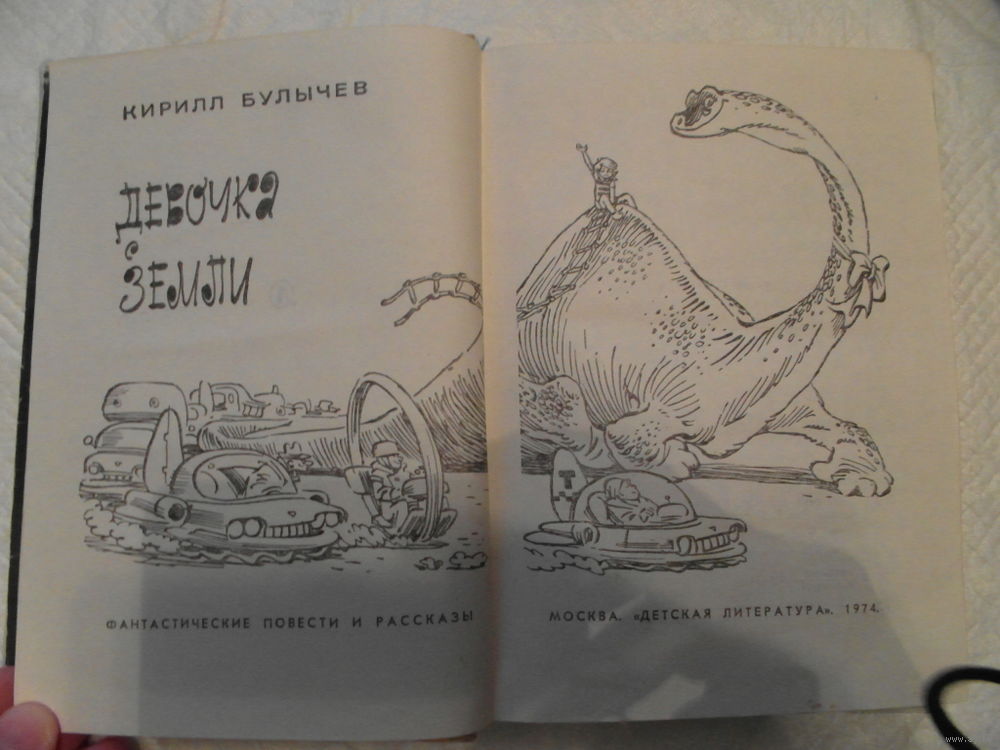 КИРИЛЛ БУЛЫЧЕВ
ДЕВОЧКА
С
ЗЕМЛИ
ФАНТАСТИЧЕСКИЕ ПОВЕСТИ И РАССКАЗЫ
Т
МОСКВА. «ДЕТСКАЯ ЛИТЕРАТУРА». 1974.